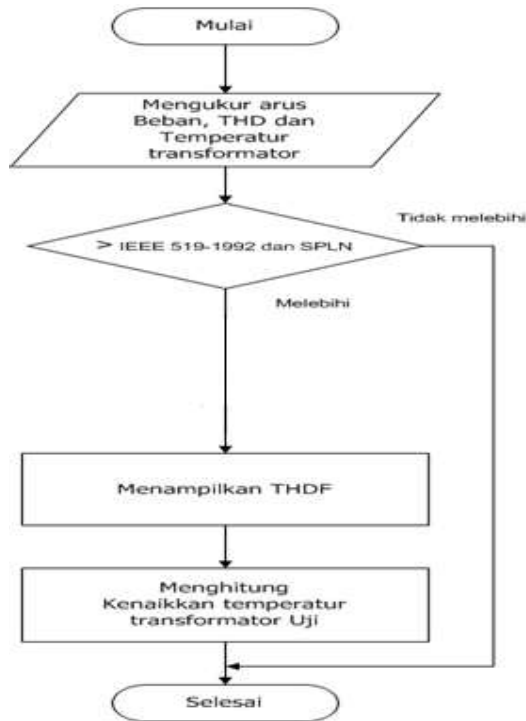 Mulai
Mengukur arus
Beban, THD dan
Temperatur
transformator
Tidak melebihi
> IEEE 519-1992 dan SPLN
Melebihi
Menampilkan THDF
Menghitung
Kenaikkan temperatur
transformator Uji
Selesai